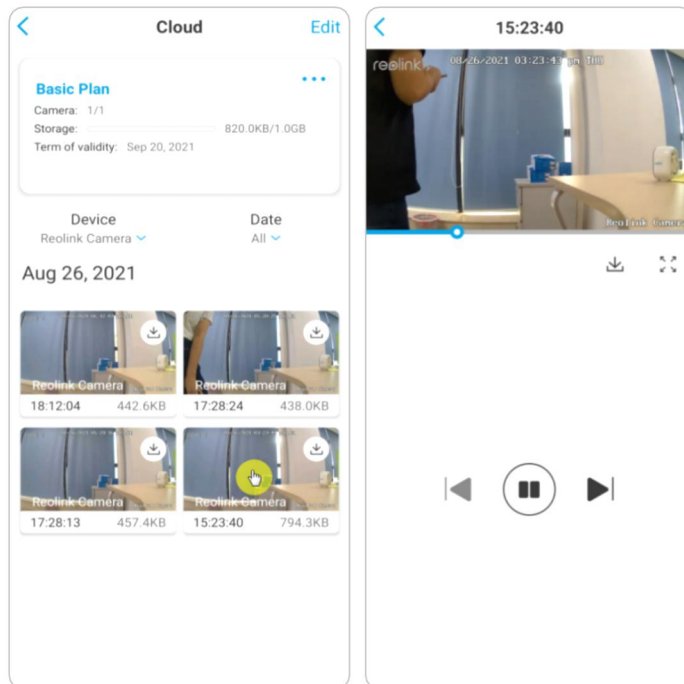 Cloud
Edit
Basic Plan
Camera: 1/1
Storage: 820.0KB/1.0GB
Term of validity: Sep 20, 2021
Device
Date
Reolink Camera
All
Aug 26, 2021
Reolink Camera
18:12:04 442.6KB
Reolink Camera
17:28:24 438.0KB
Reolink Camera
17:28:13 457.4KB
Reolink Camera
15:23:40 794.3KB
15:23:40
reolink
08/26/2021 03:23:43 pm THU
Reolink Camera